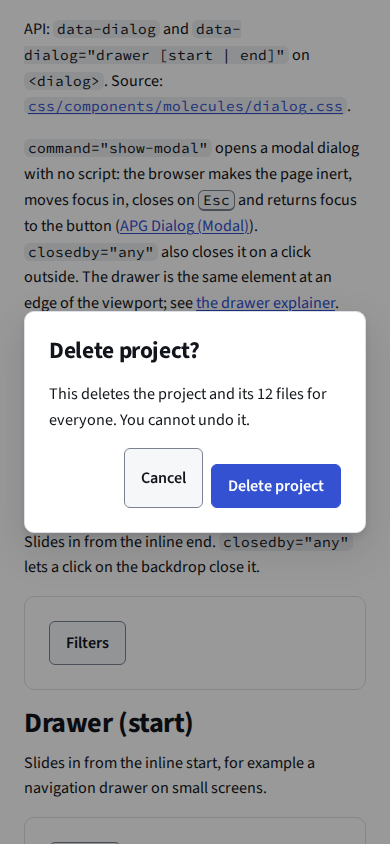 API: data-dialog and data-
dialog="drawer [start | end]" on
<dialog>. Source:
css/components/molecules/dialog.css.
command="show-modal" opens a modal dialog
with no script: the browser makes the page inert,
moves focus in, closes on Esc and returns focus
to the button (APG Dialog (Modal)).
closedby="any" also closes it on a click
outside. The drawer is the same element at an
edge of the viewport; see the drawer explainer.
Delete project?
This deletes the project and its 12 files for
everyone. You cannot undo it.
Cancel
Delete project
Slides in from the inline end. closedby="any"
lets a click on the backdrop close it.
Filters
Drawer (start)
Slides in from the inline start, for example a
navigation drawer on small screens.